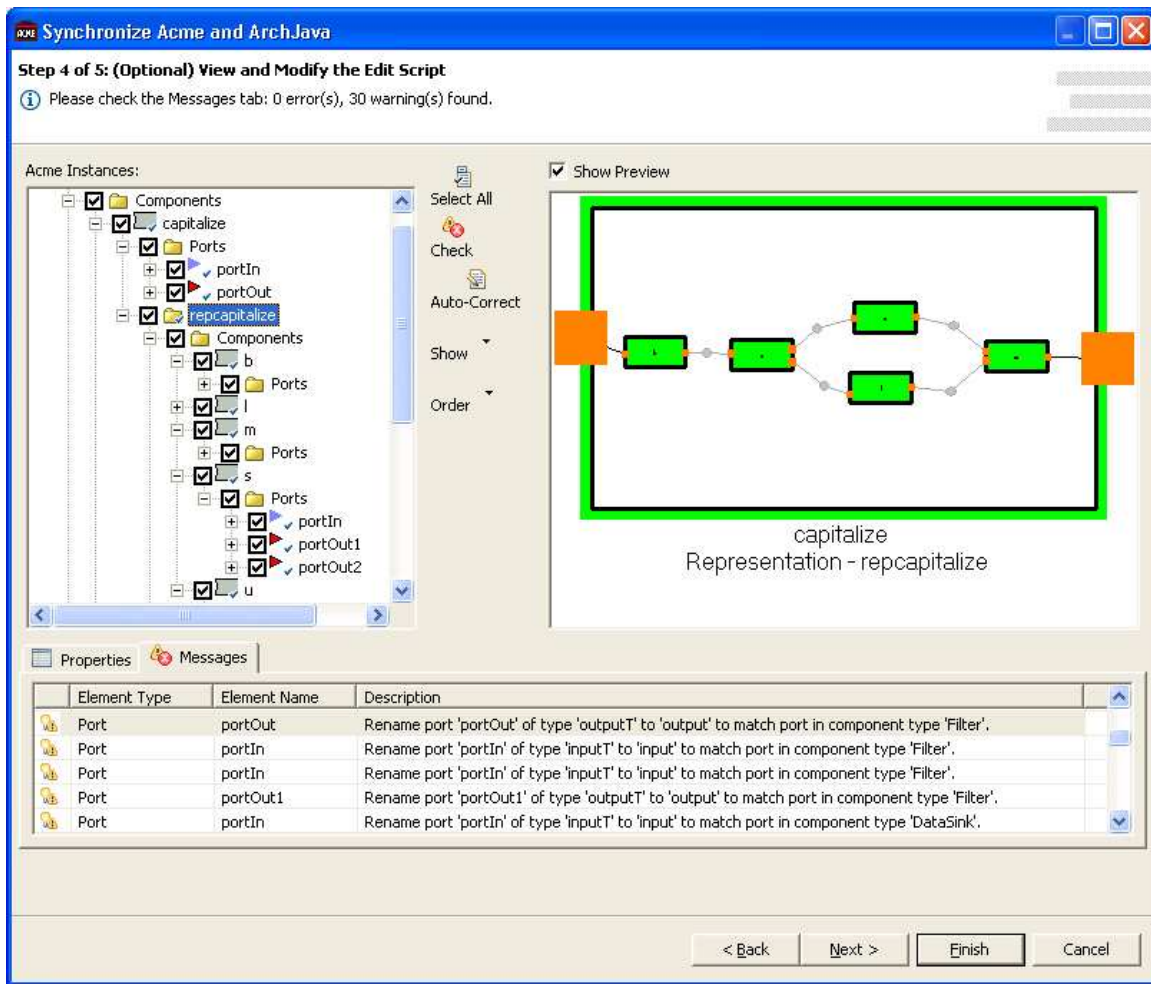 ACME Synchronize Acme and ArchJava
Step 4 of 5: (Optional) View and Modify the Edit Script
Please check the Messages tab: 0 error(s), 30 warning(s) found.
Acme Instances:
Components
capitalize
Ports
portIn
portOut
repcapitalize
Components
b
Ports
l
m
Ports
s
Ports
portIn
portOut1
portOut2
u
Select All
Check
Auto-Correct
Show
Order
Show Preview
capitalize
Representation - repcapitalize
Properties Messages
Element Type Element Name Description
Port portOut Rename port 'portOut' of type 'outputT' to 'output' to match port in component type 'Filter'.
Port portIn Rename port 'portIn' of type 'inputT' to 'input' to match port in component type 'Filter'.
Port portIn Rename port 'portIn' of type 'inputT' to 'input' to match port in component type 'Filter'.
Port portOut1 Rename port 'portOut1' of type 'outputT' to 'output' to match port in component type 'Filter'.
Port portIn Rename port 'portIn' of type 'inputT' to 'input' to match port in component type 'DataSink'.
< Back Next > Finish Cancel